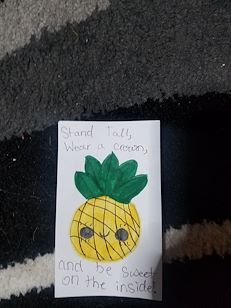 Stand Tall,
Wear a crown,
and be sweet
on the inside!